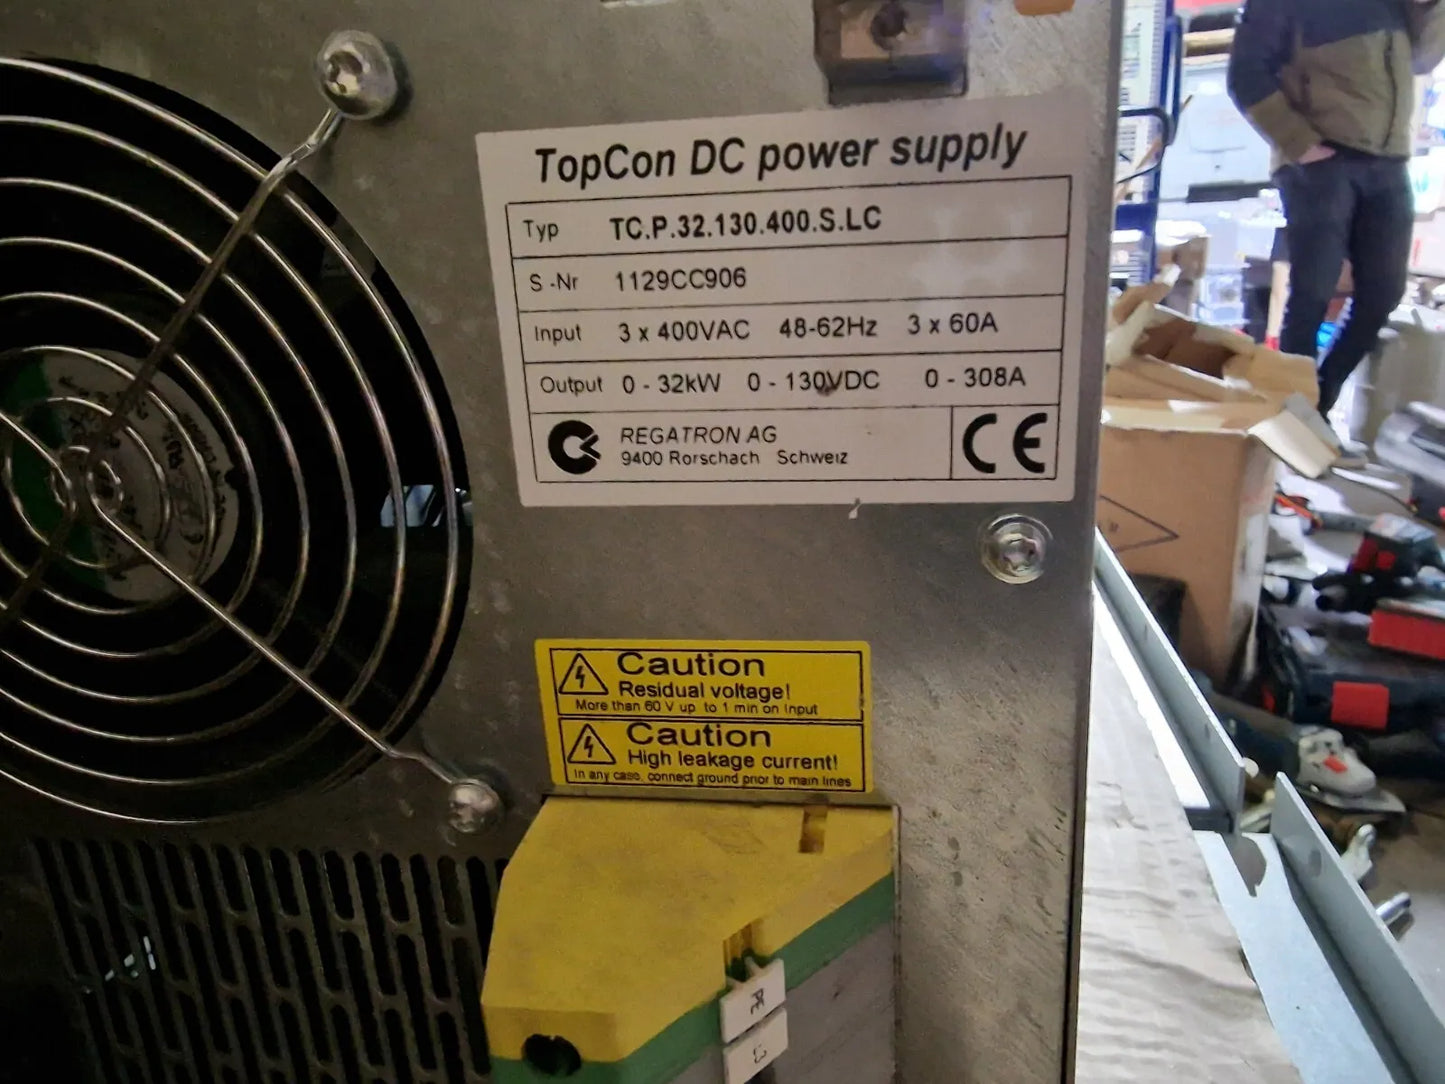 TopCon DC power supply
Typ TC.P.32.130.400.S.LC
S-Nr 1129CC906
Input 3 x 400VAC 48-62Hz 3 x 60A
Output 0 - 32kW 0 - 130VDC 0 - 308A
REGATRON AG
9400 Rorschach Schweiz
CE
Caution
Residual voltage!
More than 60 V up to 1 min on Input
Caution
High leakage current!
In any case, connect ground prior to main lines
PE